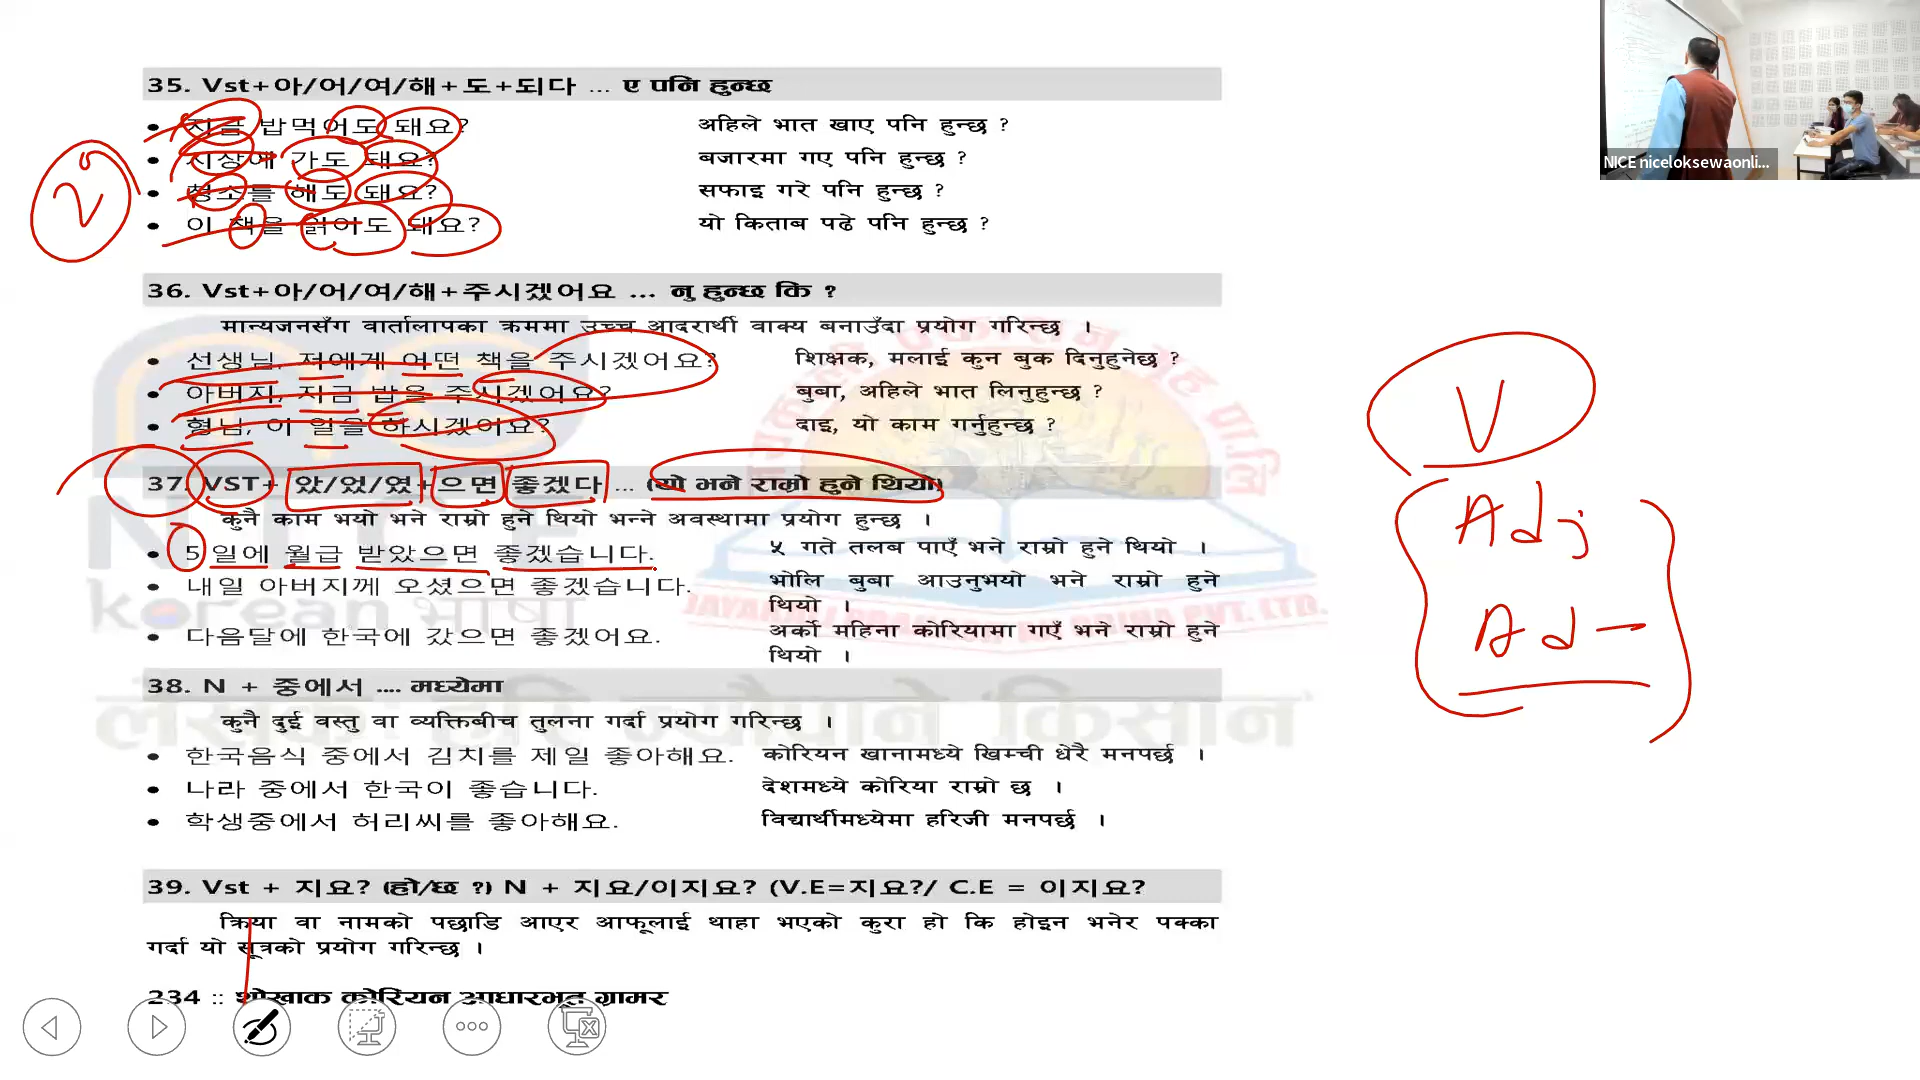 35. Vst+아/어/여/해+도+되다 ... ए पनि हुन्छ
• 지금 밥먹어도 돼요? अहिले भात खाए पनि हुन्छ ?
• 시장에 가도 돼요? बजारमा गए पनि हुन्छ ?
• 청소를 해도 돼요? सफाइ गरे पनि हुन्छ ?
• 이 책을 읽어도 돼요? यो किताब पढे पनि हुन्छ ?
36. Vst+아/어/여/해+주시겠어요 ... नु हुन्छ कि ?
मान्यजनसँग वार्तालापका क्रममा उच्च आदरार्थी वाक्य बनाउँदा प्रयोग गरिन्छ ।
• 선생님, 저에게 어떤 책을 주시겠어요? शिक्षक, मलाई कुन बुक दिनुहुनेछ ?
• 아버지, 지금 밥을 주시겠어요? बुबा, अहिले भात लिनुहुन्छ ?
• 형님, 이 일을 하시겠어요? दाइ, यो काम गर्नुहुन्छ ?
37. VST+ 았/었/였+으면 좋겠다 ... (यो भने राम्रो हुने थियो)
कुनै काम भयो भने राम्रो हुने थियो भन्ने अवस्थामा प्रयोग हुन्छ ।
• 5 일에 월급 받았으면 좋겠습니다. ५ गते तलब पाएँ भने राम्रो हुने थियो ।
• 내일 아버지께 오셨으면 좋겠습니다. भोलि बुबा आउनुभयो भने राम्रो हुने
थियो ।
• 다음달에 한국에 갔으면 좋겠어요. अर्को महिना कोरियामा गएँ भने राम्रो हुने
थियो ।
38. N + 중에서 .... मध्येमा
कुनै दुई वस्तु वा व्यक्तिबीच तुलना गर्दा प्रयोग गरिन्छ ।
• 한국음식 중에서 김치를 제일 좋아해요. कोरियन खानामध्ये खिम्ची धेरै मनपर्छ ।
• 나라 중에서 한국이 좋습니다. देशमध्ये कोरिया राम्रो छ ।
• 학생중에서 허리씨를 좋아해요. विद्यार्थीमध्येमा हरिजी मनपर्छ ।
39. Vst + 지요? (हो/छ ?) N + 지요/이지요? (V.E=지요?/ C.E = 이지요?
क्रिया वा नामको पछाडि आएर आफूलाई थाहा भएको कुरा हो कि होइन भनेर पक्का
गर्दा यो सूत्रको प्रयोग गरिन्छ ।
234 :: शोखाक कोरियन आधारभूत ग्रामर
NICE niceloksewaonli...
V
Adj
Ad
NICE
korean भाषा
लेखक: हरि न्यौपाने 'किसान'